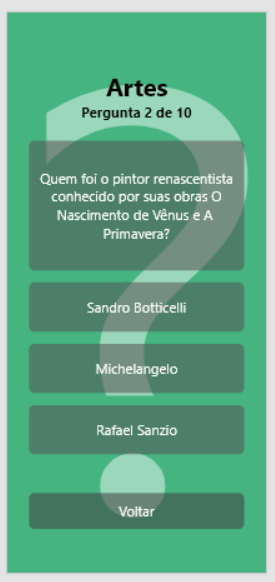 Artes
Pergunta 2 de 10
Quem foi o pintor renascentista
conhecido por suas obras O
Nascimento de Vênus e A
Primavera?
Sandro Botticelli
Michelangelo
Rafael Sanzio
Voltar